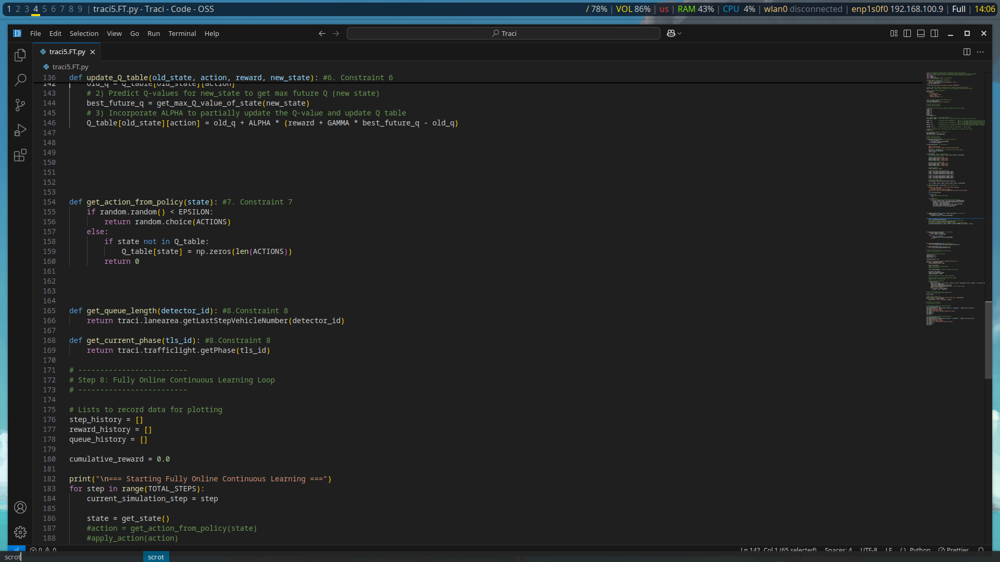 1 2 3 4 5 6 7 8 9 | traci5.FT.py - Traci - Code - OSS
/ 78% | VOL 86% | us | RAM 43% | CPU 4% | wlan0 disconnected | enp1s0f0 192.168.100.9 | Full | 14:06
File Edit Selection View Go Run Terminal Help
Traci
traci5.FT.py
traci5.FT.py
136 def update_Q_table(old_state, action, reward, new_state): #6. Constraint 6
142 old_q = Q_table[old_state][action]
143 # 2) Predict Q-values for new_state to get max future Q (new state)
144 best_future_q = get_max_Q_value_of_state(new_state)
145 # 3) Incorporate ALPHA to partially update the Q-value and update Q table
146 Q_table[old_state][action] = old_q + ALPHA * (reward + GAMMA * best_future_q - old_q)
147
148
149
150
151
152
153
154 def get_action_from_policy(state): #7. Constraint 7
155 if random.random() < EPSILON:
156 return random.choice(ACTIONS)
157 else:
158 if state not in Q_table:
159 Q_table[state] = np.zeros(len(ACTIONS))
160 return 0
161
162
163
164
165 def get_queue_length(detector_id): #8.Constraint 8
166 return traci.lanearea.getLastStepVehicleNumber(detector_id)
167
168 def get_current_phase(tls_id): #8.Constraint 8
169 return traci.trafficlight.getPhase(tls_id)
170
171 # -------------------------
172 # Step 8: Fully Online Continuous Learning Loop
173 # -------------------------
174
175 # Lists to record data for plotting
176 step_history = []
177 reward_history = []
178 queue_history = []
179
180 cumulative_reward = 0.0
181
182 print("\n=== Starting Fully Online Continuous Learning ===")
183 for step in range(TOTAL_STEPS):
184 current_simulation_step = step
185
186 state = get_state()
187 #action = get_action_from_policy(state)
188 #apply_action(action)
0 0 Ln 142, Col 1 (65 selected) Spaces: 4 UTF-8 LF {} Python Prettier
scrot scrot